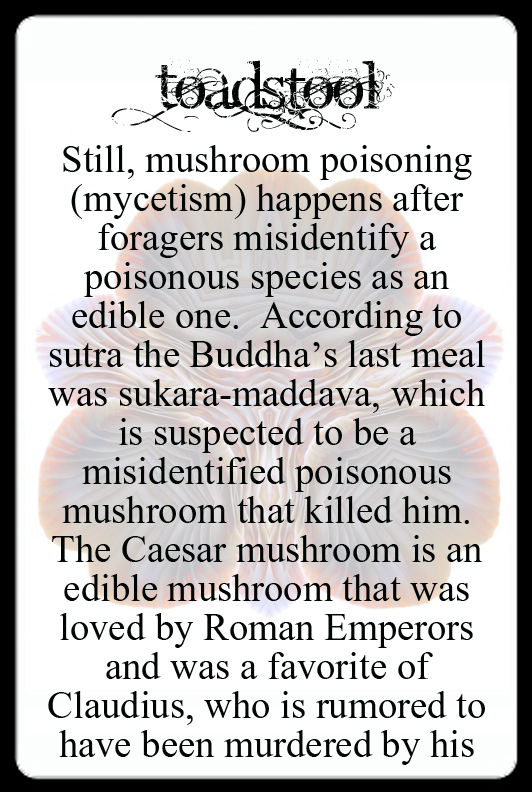 toadstool
Still, mushroom poisoning
(mycetism) happens after
foragers misidentify a
poisonous species as an
edible one.  According to
sutra the Buddha’s last meal
was sukara-maddava, which
is suspected to be a
misidentified poisonous
mushroom that killed him.
The Caesar mushroom is an
edible mushroom that was
loved by Roman Emperors
and was a favorite of
Claudius, who is rumored to
have been murdered by his